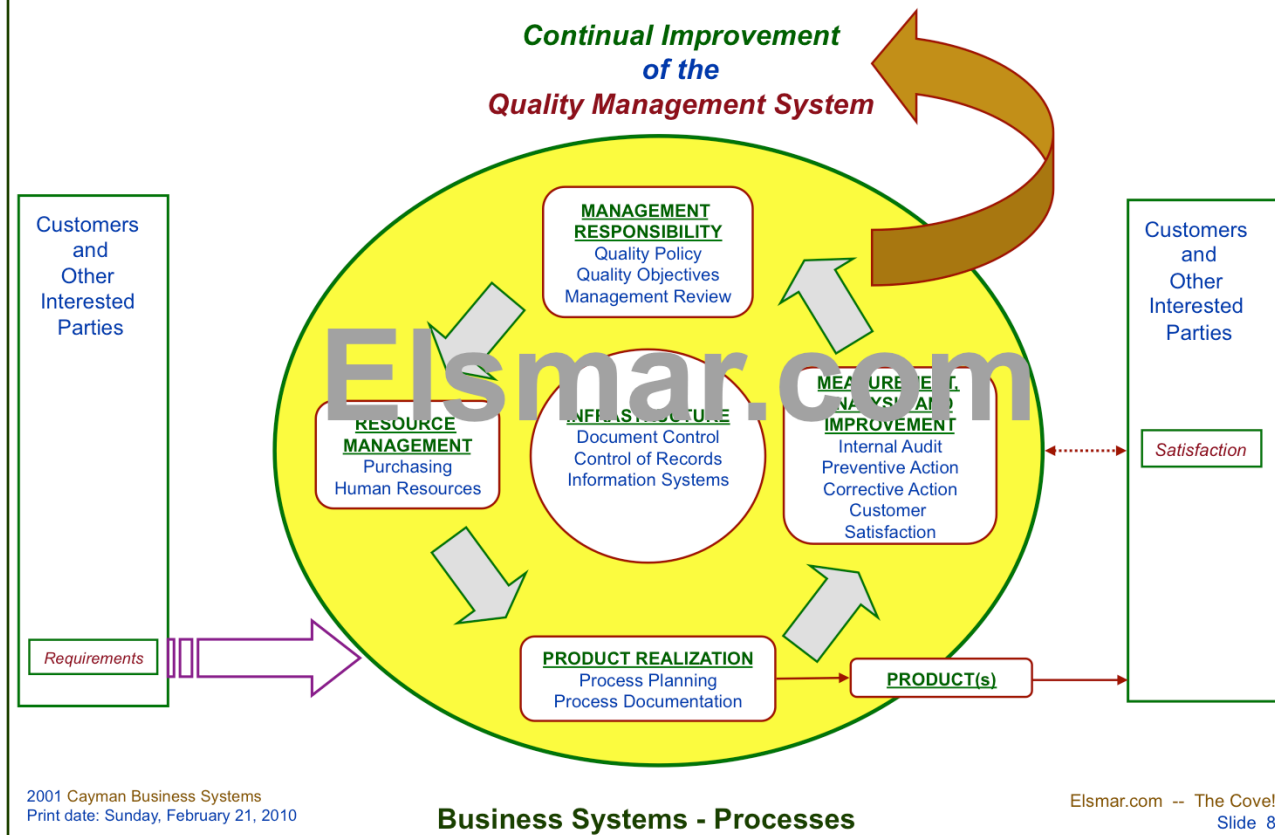 Continual Improvement
of the
Quality Management System
Customers
and
Other
Interested
Parties
Requirements
MANAGEMENT
RESPONSIBILITY
Quality Policy
Quality Objectives
Management Review
Elsmar.com
RESOURCE
MANAGEMENT
Purchasing
Human Resources
INFRASTRUCTURE
Document Control
Control of Records
Information Systems
MEASUREMENT,
ANALYSIS AND
IMPROVEMENT
Internal Audit
Preventive Action
Corrective Action
Customer
Satisfaction
PRODUCT REALIZATION
Process Planning
Process Documentation
PRODUCT(s)
Customers
and
Other
Interested
Parties
Satisfaction
2001 Cayman Business Systems
Print date: Sunday, February 21, 2010
Business Systems - Processes
Elsmar.com -- The Cove!
Slide 8